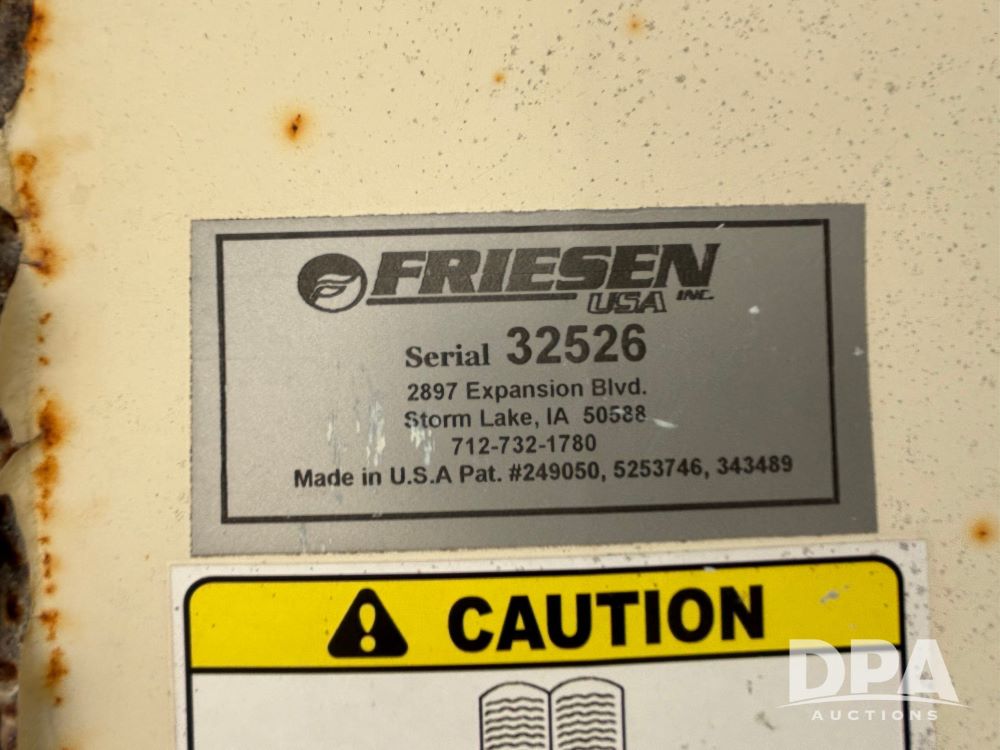 FRIESEN
USA INC.
Serial 32526
2897 Expansion Blvd.
Storm Lake, IA 50588
712-732-1780
Made in U.S.A Pat. #249050, 5253746, 343489
CAUTION
DPA
AUCTIONS